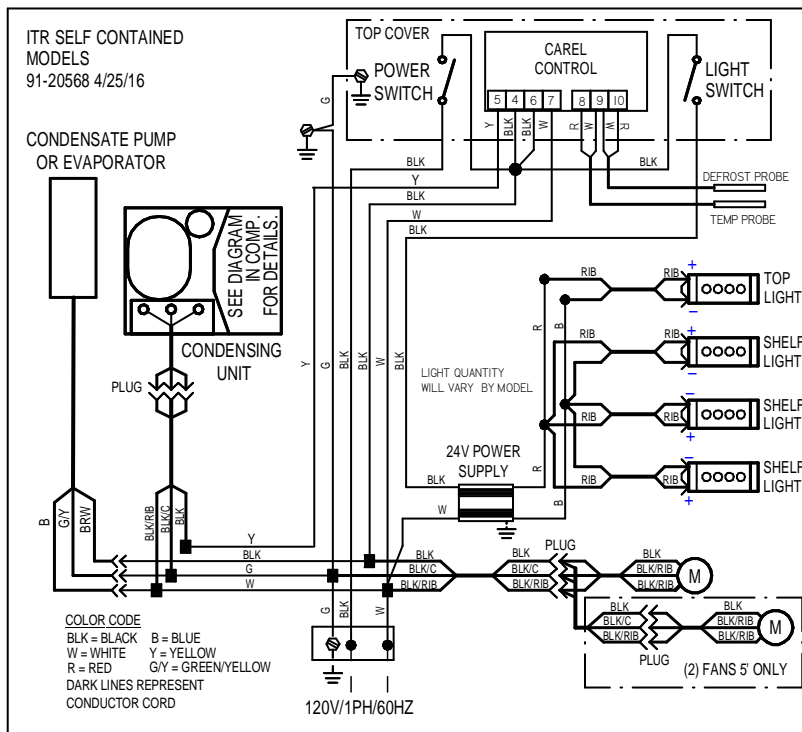 ITR SELF CONTAINED
MODELS
91-20568 4/25/16
TOP COVER
POWER
SWITCH
CAREL
CONTROL
5 4 6 7 8 9 10
LIGHT
SWITCH
G
Y
BLK
BLK
W
R
W
W
R
CONDENSATE PUMP
OR EVAPORATOR
BLK
BLK
Y
BLK
W
BLK
DEFROST PROBE
TEMP PROBE
SEE DIAGRAM
IN COMP.
FOR DETAILS.
CONDENSING
UNIT
PLUG
Y
G
BLK
BLK
W
BLK
LIGHT QUANTITY
WILL VARY BY MODEL
R
B
RIB
+
RIB
–
TOP
LIGHT
RIB
+
RIB
–
SHELF
LIGHT
RIB
–
RIB
+
SHELF
LIGHT
RIB
–
RIB
+
SHELF
LIGHT
24V POWER
SUPPLY
BLK
W
R
B
B
G/Y
BRW
BLK/RIB
BLK/C
BLK
Y
BLK
G
W
BLK
BLK/C
BLK/RIB
BLK
BLK/C
BLK/RIB
PLUG
BLK
BLK/RIB
BLK/RIB
M
BLK
BLK/C
BLK/RIB
PLUG
BLK
BLK/RIB
BLK/RIB
M
(2) FANS 5' ONLY
G
BLK
W
120V/1PH/60HZ
COLOR CODE
BLK = BLACK B = BLUE
W = WHITE Y = YELLOW
R = RED G/Y = GREEN/YELLOW
DARK LINES REPRESENT
CONDUCTOR CORD